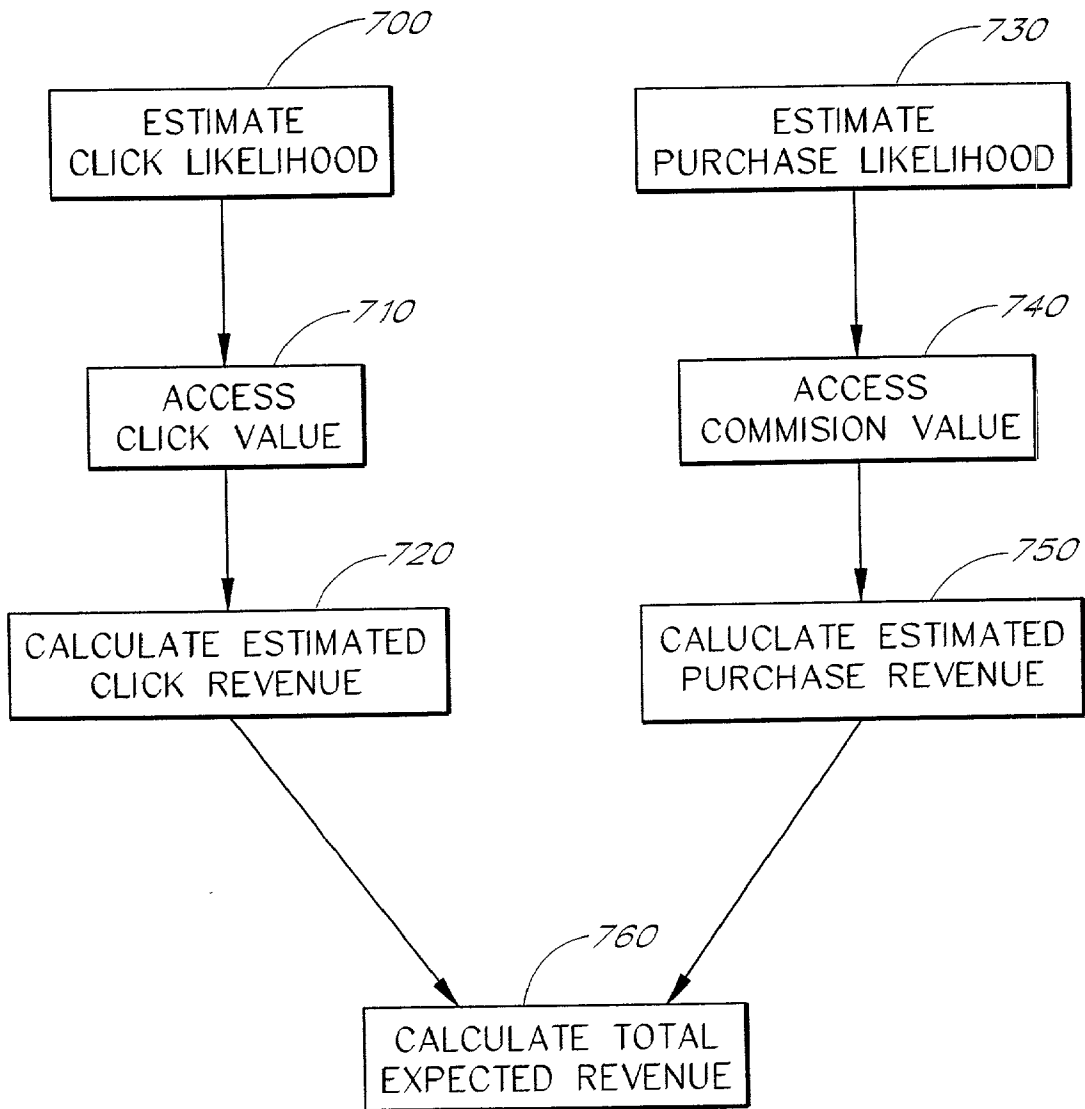 700
ESTIMATE
CLICK LIKELIHOOD
710
ACCESS
CLICK VALUE
720
CALCULATE ESTIMATED
CLICK REVENUE
730
ESTIMATE
PURCHASE LIKELIHOOD
740
ACCESS
COMMISION VALUE
750
CALUCLATE ESTIMATED
PURCHASE REVENUE
760
CALCULATE TOTAL
EXPECTED REVENUE